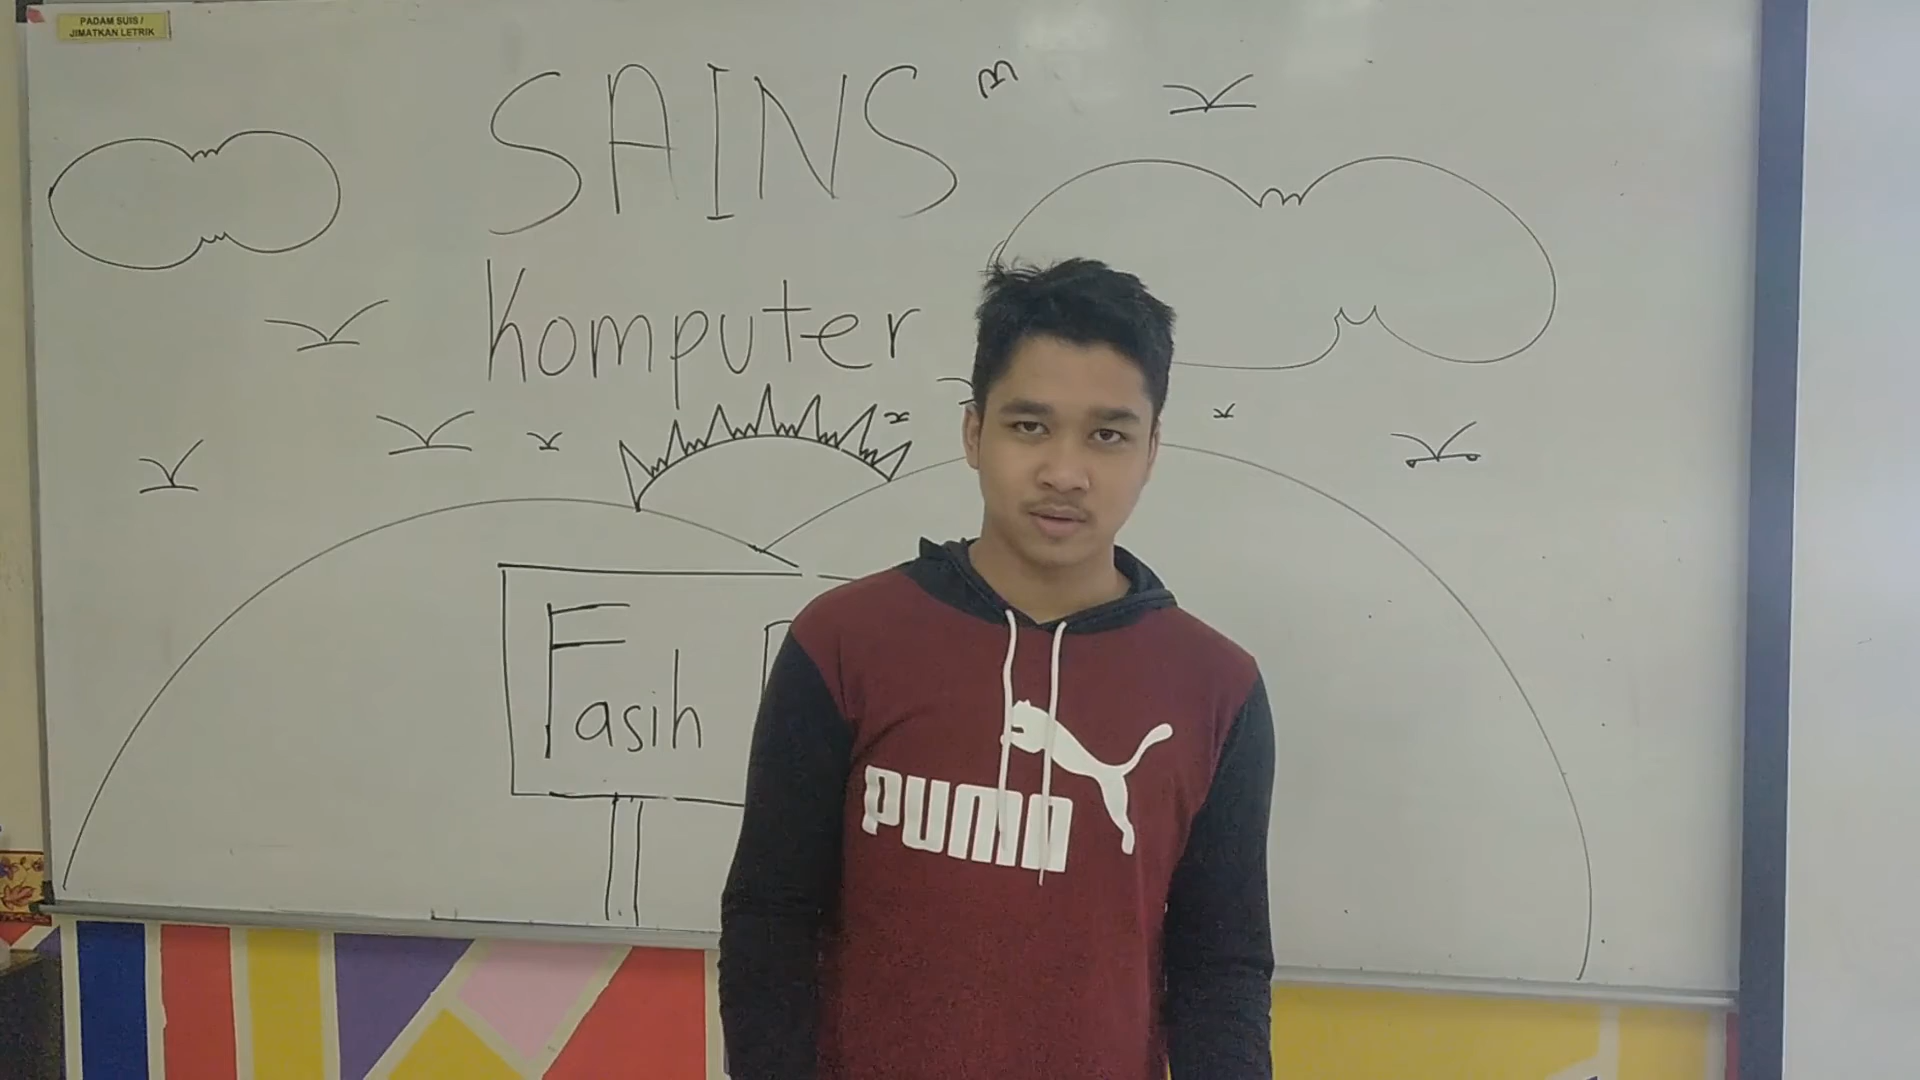 PADAM SUIS /
JIMATKAN LETRIK
SAINS
Komputer
Fasih
PUMA